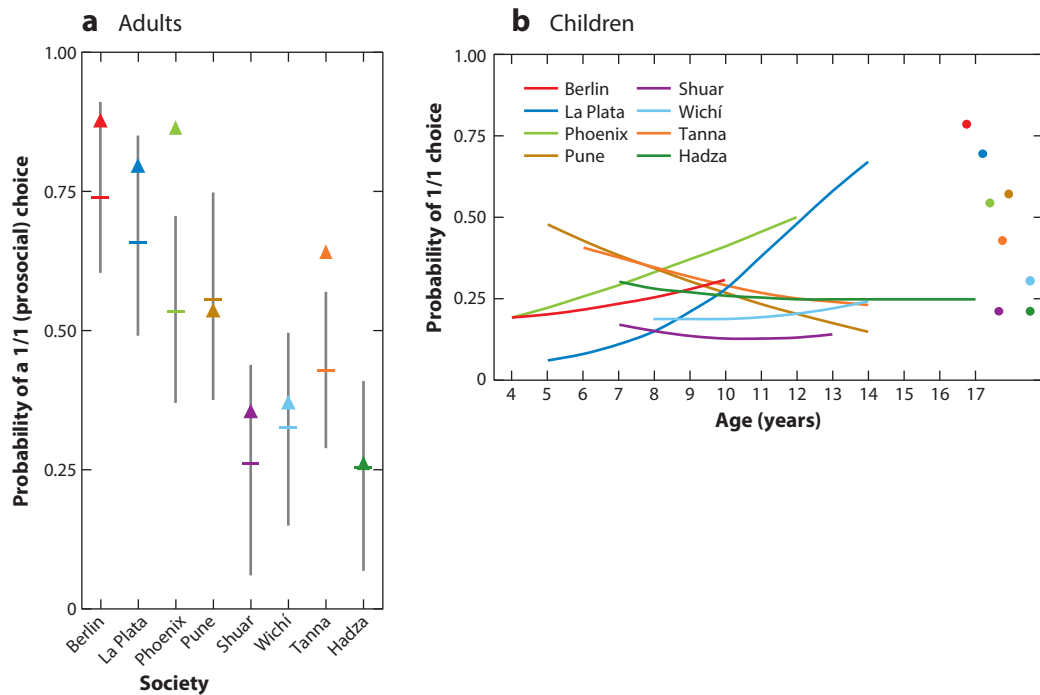 a Adults
Probability of a 1/1 (prosocial) choice
1.00
0.75
0.50
0.25
0
Berlin
La Plata
Phoenix
Pune
Shuar
Wichí
Tanna
Hadza
Society
b Children
Probability of 1/1 choice
1.00
0.75
0.50
0.25
0
Berlin
La Plata
Phoenix
Pune
Shuar
Wichí
Tanna
Hadza
4 5 6 7 8 9 10 11 12 13 14 15 16 17
Age (years)